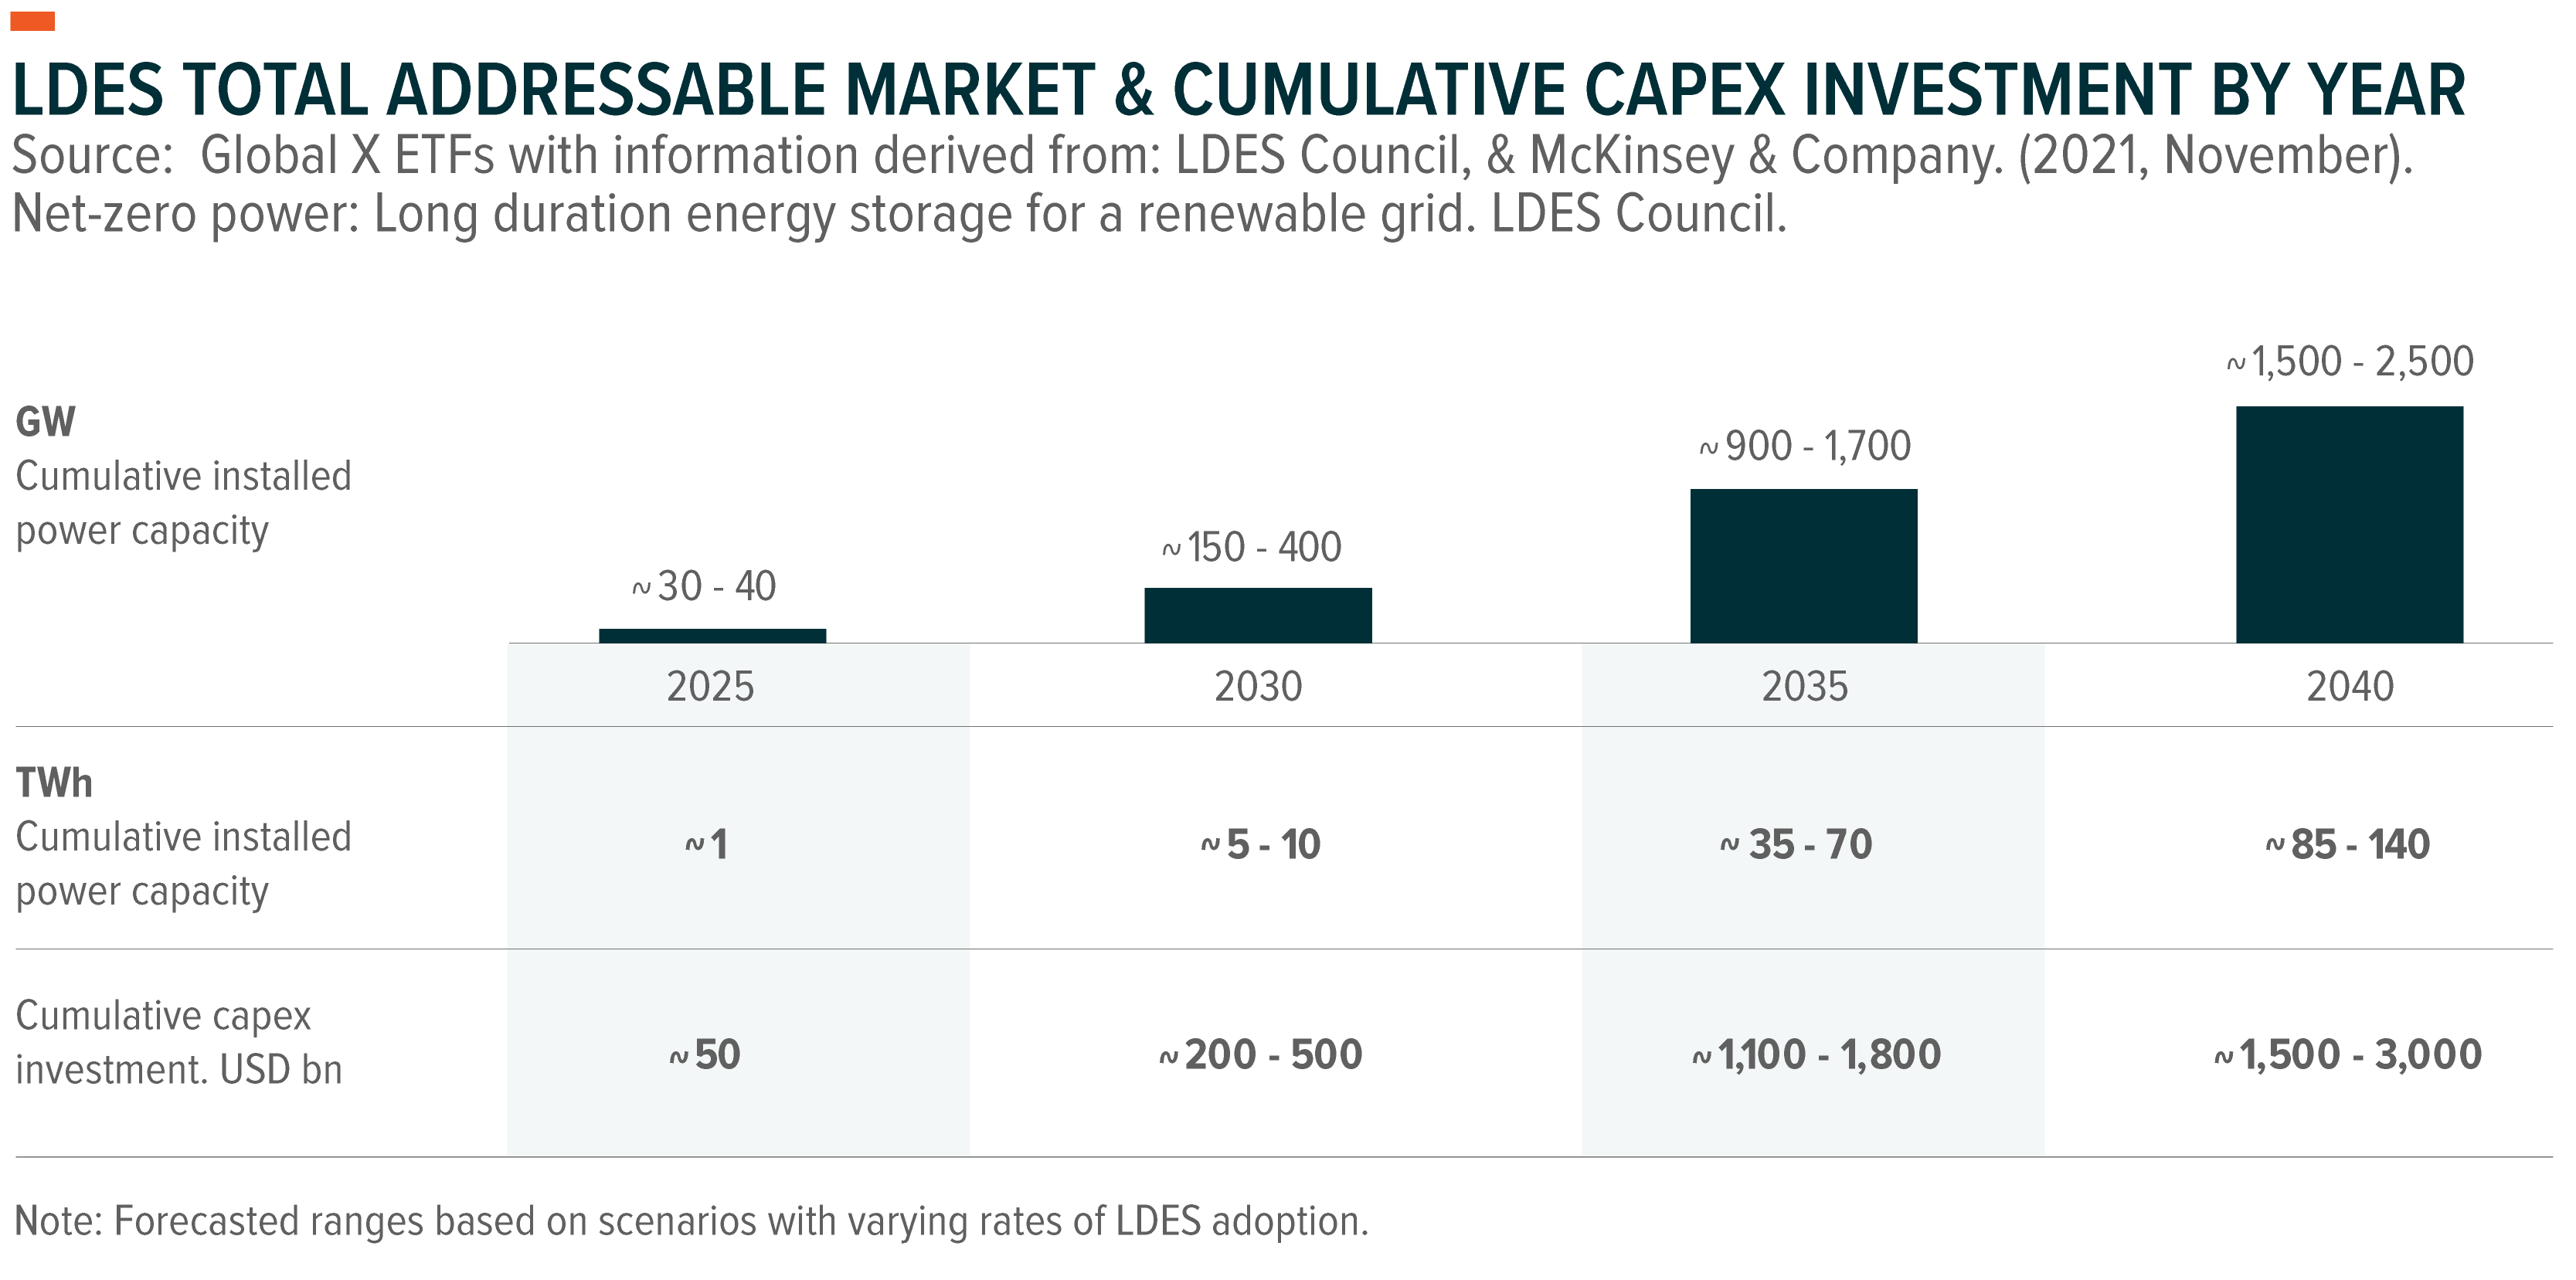 LDES TOTAL ADDRESSABLE MARKET & CUMULATIVE CAPEX INVESTMENT BY YEAR
Source:  Global X ETFs with information derived from: LDES Council, & McKinsey & Company. (2021, November).
Net-zero power: Long duration energy storage for a renewable grid. LDES Council.
GW
Cumulative installed
power capacity
~30 - 40
~150 - 400
~900 - 1,700
~1,500 - 2,500
2025
2030
2035
2040
TWh
Cumulative installed
power capacity
~1
~5 - 10
~ 35 - 70
~85 - 140
Cumulative capex
investment. USD bn
~50
~200 - 500
~1,100 - 1,800
~1,500 - 3,000
Note: Forecasted ranges based on scenarios with varying rates of LDES adoption.